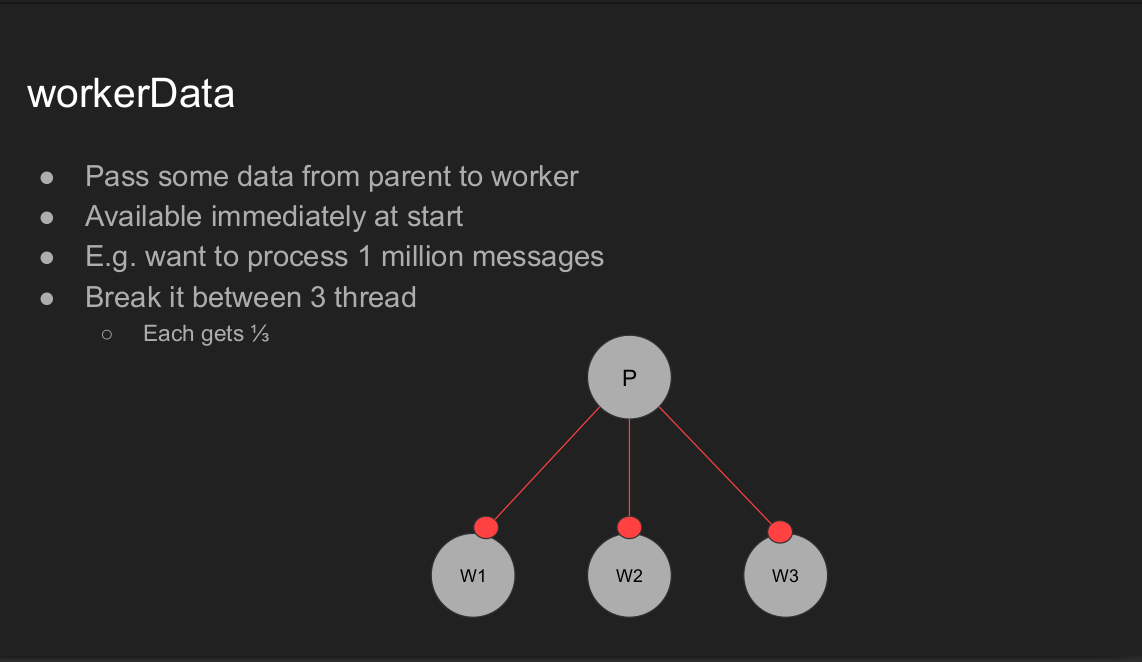 workerData
● Pass some data from parent to worker
● Available immediately at start
● E.g. want to process 1 million messages
● Break it between 3 thread
○ Each gets ⅓
P
W1
W2
W3